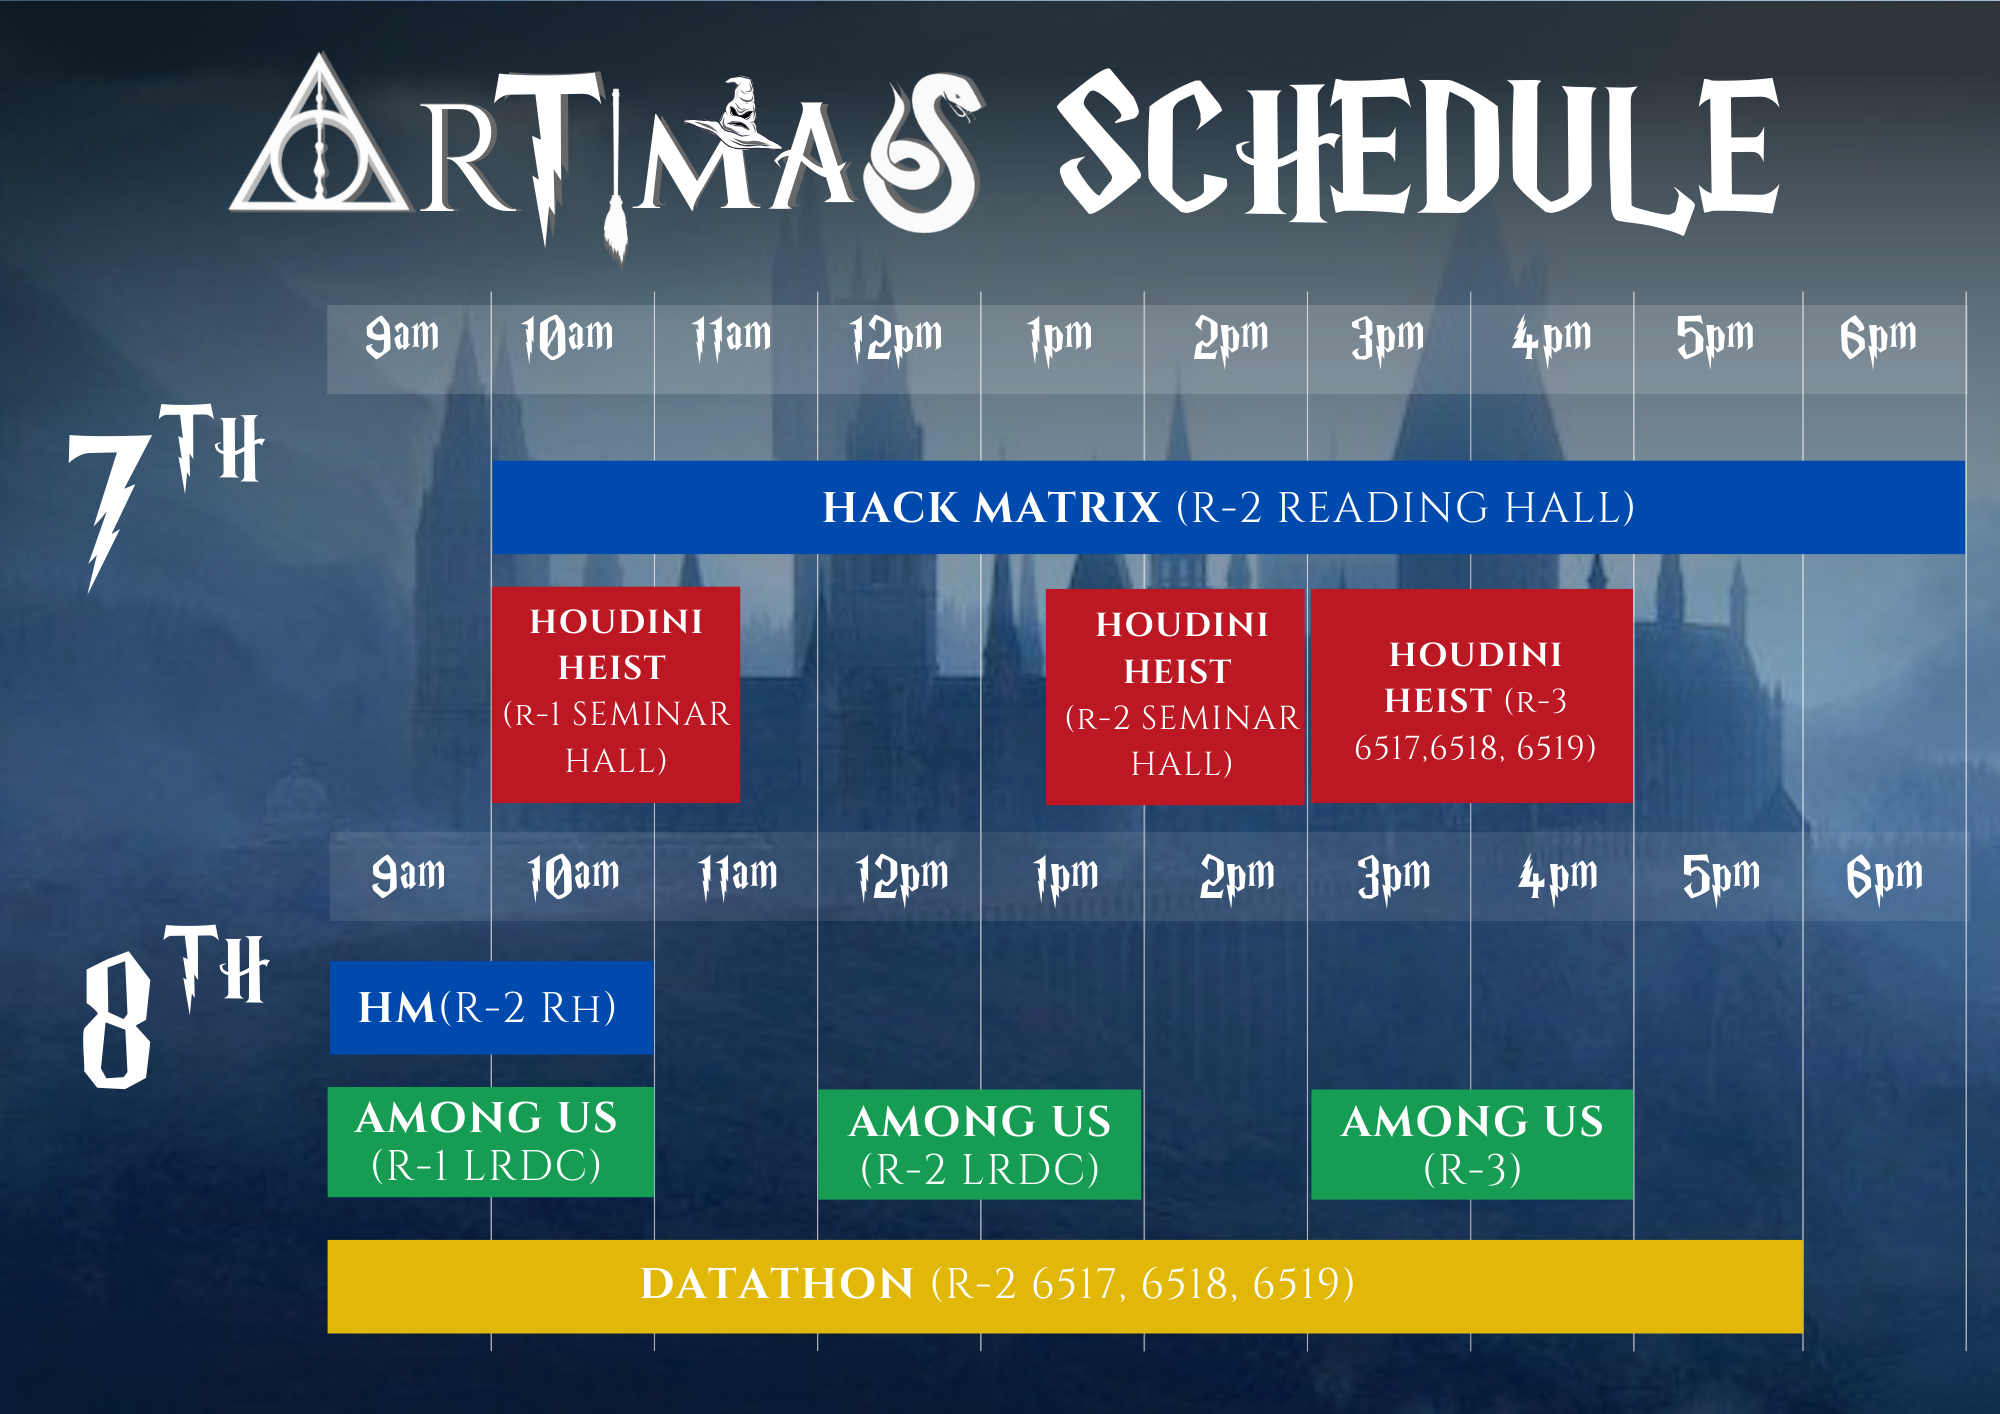 ARTIMAS SCHEDULE
9am 10am 11am 12pm 1pm 2pm 3pm 4pm 5pm 6pm
7TH
HACK MATRIX (R-2 READING HALL)
HOUDINI
HEIST
(R-1 SEMINAR
HALL)
HOUDINI
HEIST
(R-2 SEMINAR
HALL)
HOUDINI
HEIST (R-3
6517,6518, 6519)
9am 10am 11am 12pm 1pm 2pm 3pm 4pm 5pm 6pm
8TH
HM(R-2 RH)
AMONG US
(R-1 LRDC)
AMONG US
(R-2 LRDC)
AMONG US
(R-3)
DATATHON (R-2 6517, 6518, 6519)